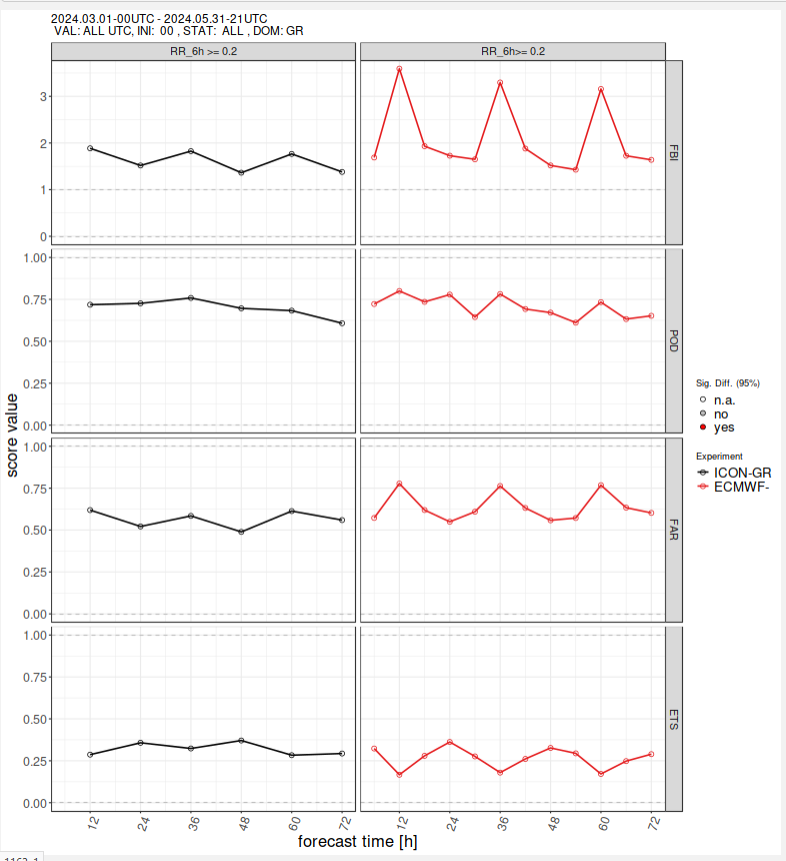 2024.03.01-00UTC - 2024.05.31-21UTC
VAL: ALL UTC, INI: 00 , STAT: ALL , DOM: GR
RR_6h >= 0.2
RR_6h>= 0.2
3
2
1
0
FBI
1.00
0.75
0.50
0.25
0.00
POD
1.00
0.75
0.50
0.25
0.00
FAR
1.00
0.75
0.50
0.25
0.00
ETS
score value
12
24
36
48
60
72
12
24
36
48
60
72
forecast time [h]
Sig. Diff. (95%)
n.a.
no
yes
Experiment
ICON-GR
ECMWF-